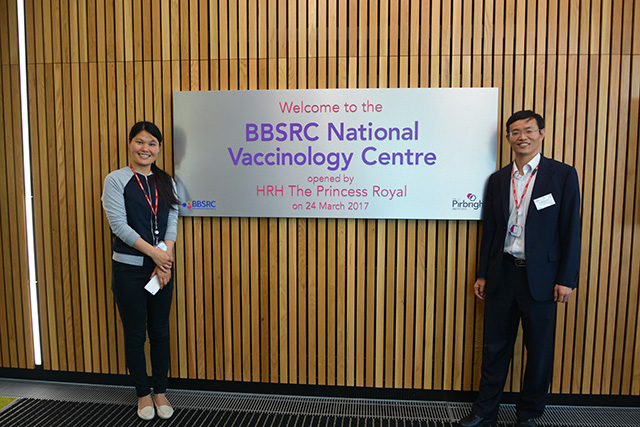 Welcome to the
BBSRC National
Vaccinology Centre
opened by
HRH The Princess Royal
on 24 March 2017
BBSRC
Pirbright